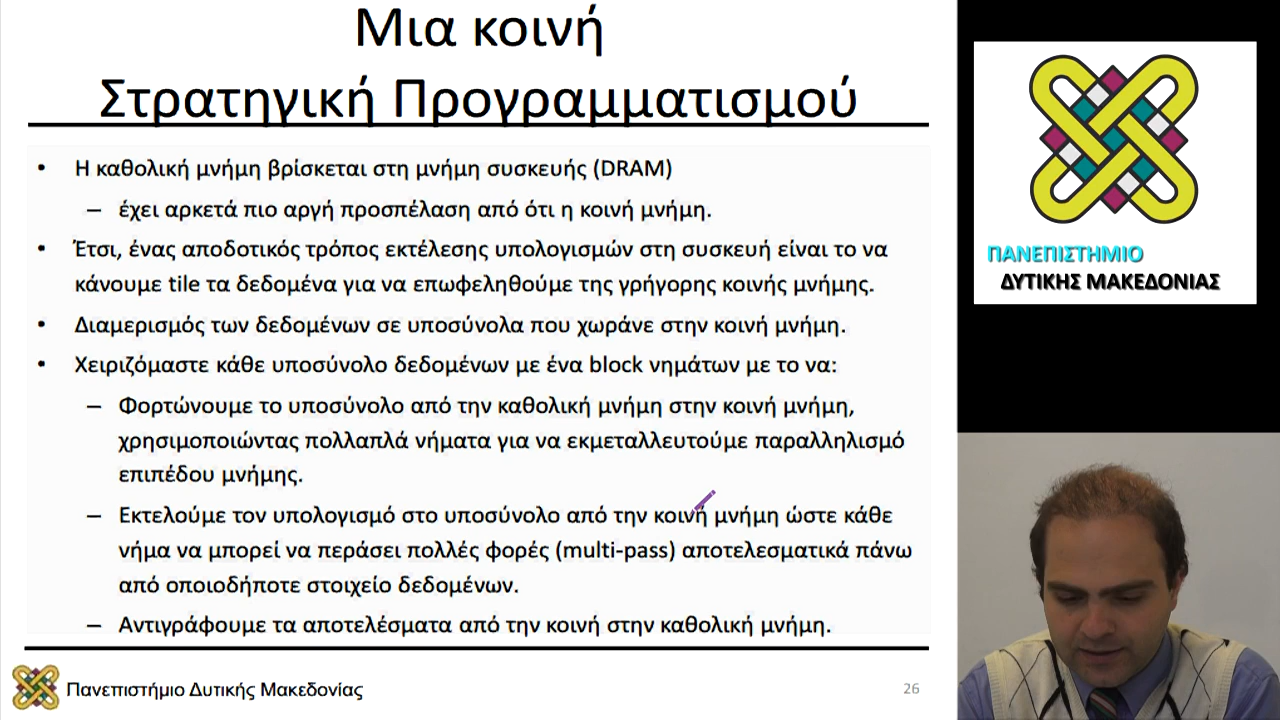 Μια κοινή
Στρατηγική Προγραμματισμού
• Η καθολική μνήμη βρίσκεται στη μνήμη συσκευής (DRAM)
– έχει αρκετά πιο αργή προσπέλαση από ότι η κοινή μνήμη.
• Έτσι, ένας αποδοτικός τρόπος εκτέλεσης υπολογισμών στη συσκευή είναι το να
κάνουμε tile τα δεδομένα για να επωφεληθούμε της γρήγορης κοινής μνήμης.
• Διαμερισμός των δεδομένων σε υποσύνολα που χωράνε στην κοινή μνήμη.
• Χειριζόμαστε κάθε υποσύνολο δεδομένων με ένα block νημάτων με το να:
– Φορτώνουμε το υποσύνολο από την καθολική μνήμη στην κοινή μνήμη,
χρησιμοποιώντας πολλαπλά νήματα για να εκμεταλλευτούμε παραλληλισμό
επιπέδου μνήμης.
– Εκτελούμε τον υπολογισμό στο υποσύνολο από την κοινή μνήμη ώστε κάθε
νήμα να μπορεί να περάσει πολλές φορές (multi-pass) αποτελεσματικά πάνω
από οποιοδήποτε στοιχείο δεδομένων.
– Αντιγράφουμε τα αποτελέσματα από την κοινή στην καθολική μνήμη.
Πανεπιστήμιο Δυτικής Μακεδονίας
26
ΠΑΝΕΠΙΣΤΗΜΙΟ
ΔΥΤΙΚΗΣ ΜΑΚΕΔΟΝΙΑΣ